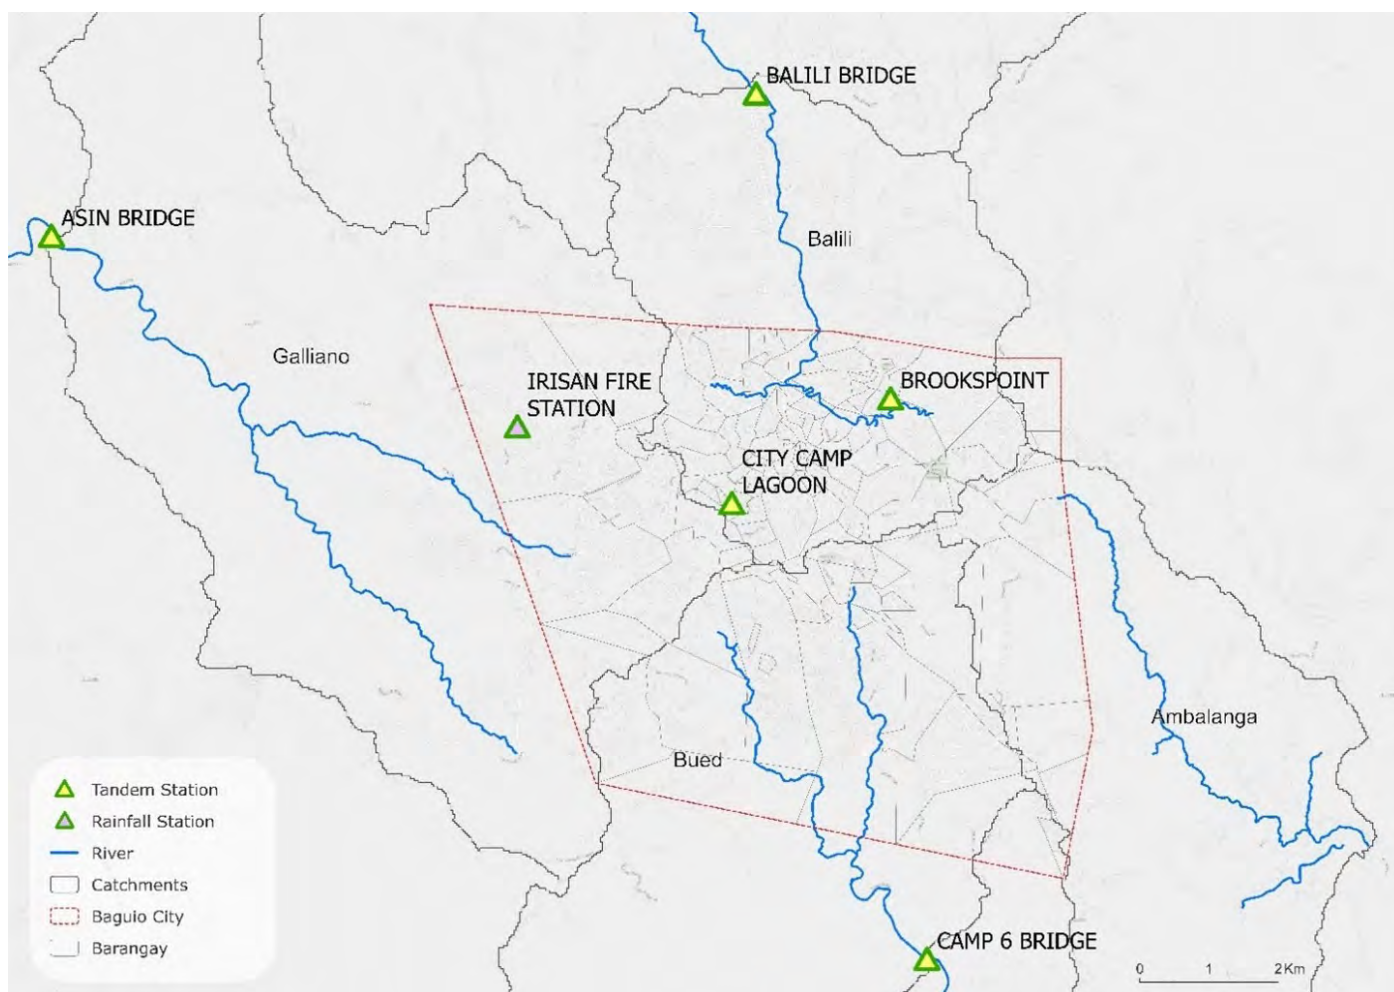 BALILI BRIDGE
ASIN BRIDGE
Balili
Galliano
IRISAN FIRE
STATION
BROOKSPOINT
CITY CAMP
LAGOON
Ambalanga
Bued
Tandem Station
Rainfall Station
River
Catchments
Baguio City
Barangay
CAMP 6 BRIDGE
0 1 2Km